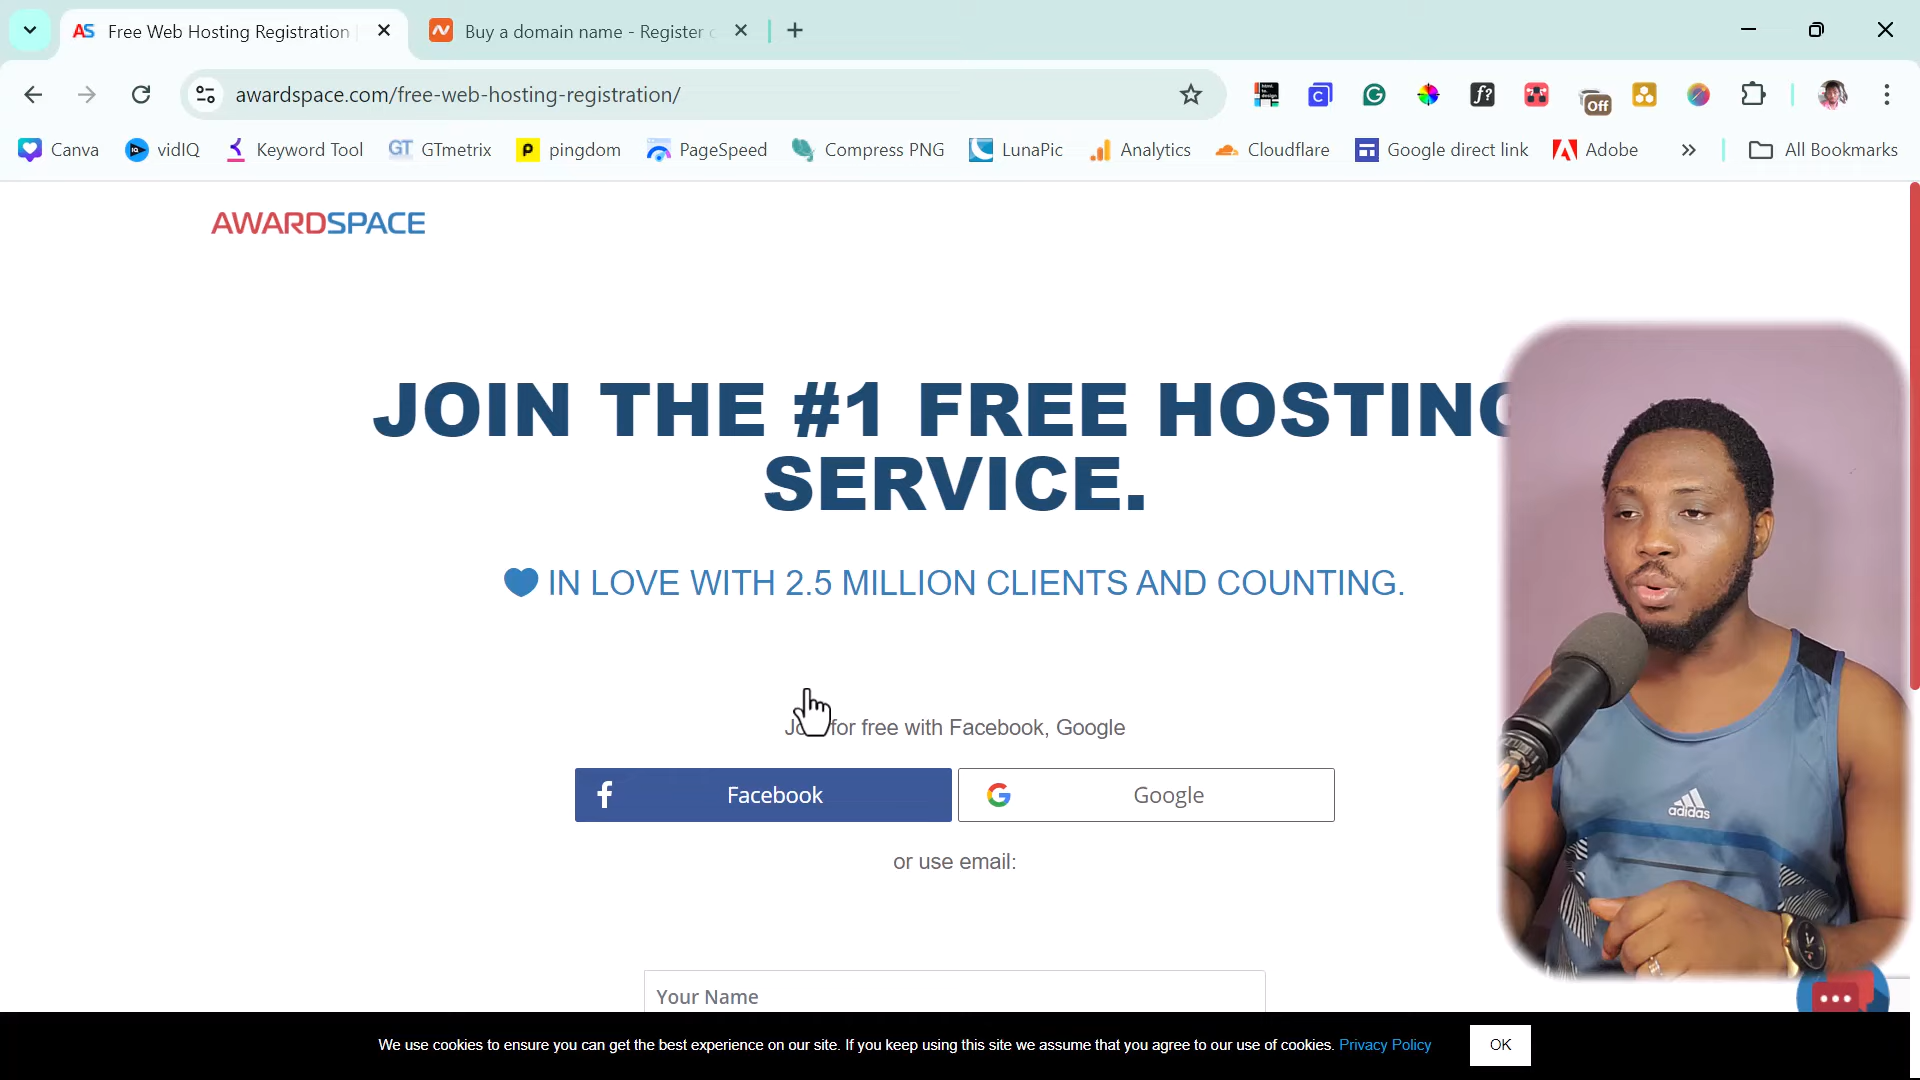 AS Free Web Hosting Registration
Buy a domain name - Register
awardspace.com/free-web-hosting-registration/
Off
Canva vidIQ Keyword Tool GT GTmetrix pingdom PageSpeed Compress PNG LunaPic Analytics Cloudflare Google direct link Adobe All Bookmarks
AWARDSPACE
JOIN THE #1 FREE HOSTING
SERVICE.
IN LOVE WITH 2.5 MILLION CLIENTS AND COUNTING.
for free with Facebook, Google
Facebook
Google
or use email:
Your Name
adidas
We use cookies to ensure you can get the best experience on our site. If you keep using this site we assume that you agree to our use of cookies. Privacy Policy
OK